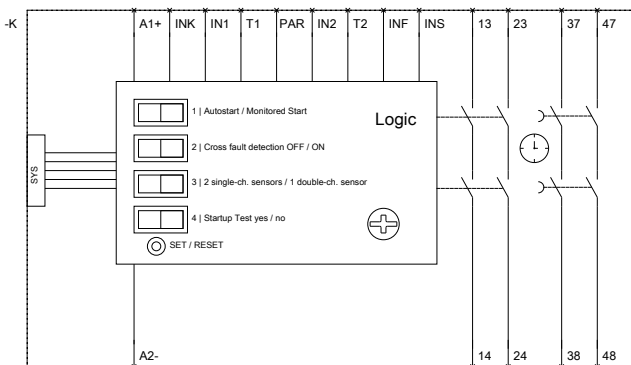 -K
A1+ INK IN1 T1 PAR IN2 T2 INF INS 13 23 37 47
1 | Autostart / Monitored Start
Logic
2 | Cross fault detection OFF / ON
SYS
3 | 2 single-ch. sensors / 1 double-ch. sensor
4 | Startup Test yes / no
SET / RESET
A2- 14 24 38 48